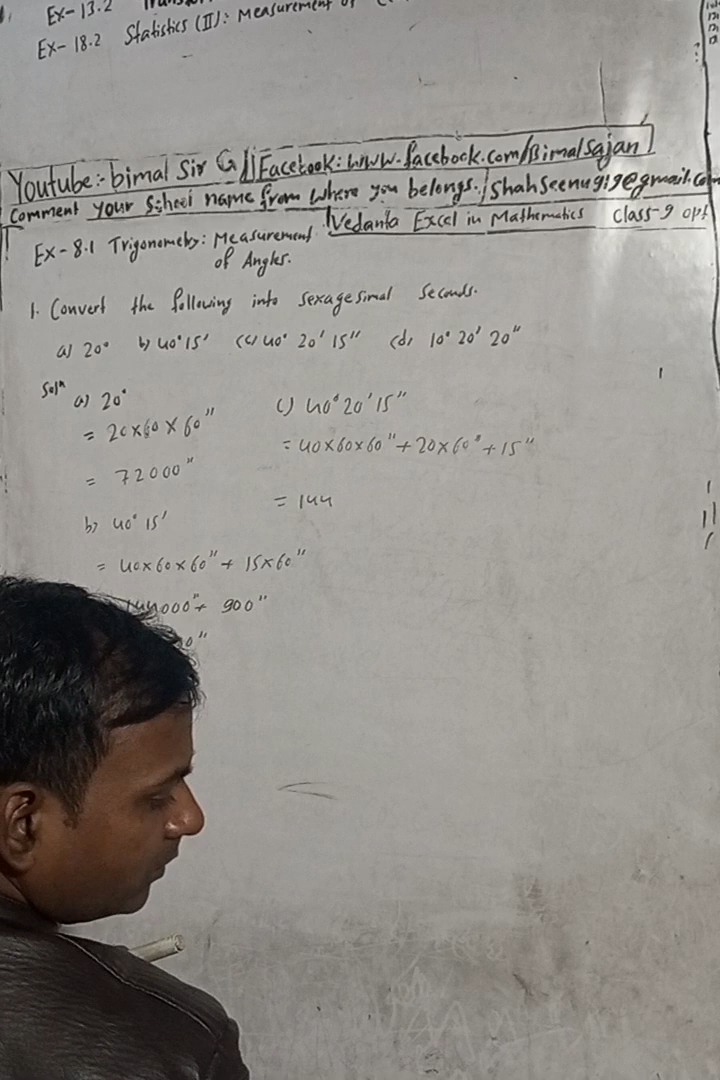 Ex-13.2
Ex-18.2 Statistics (II): Measurement of
Youtube:- bimal Sir G || Facebook: www.facebook.com/Bimalsajan
Comment your School name from where you belongs. / Shahseenu919@gmail.com
Vedanta Excel in Mathematics Class-9 opt
Ex-8.1 Trigonometry: Measurement
of Angles.
1. Convert the following into sexagesimal seconds.
a) 20° b) 40° 15' (c) 40° 20' 15" (d) 10° 20' 20"
Soln a) 20°
= 20×60×60"
= 72000"
b) 40° 15'
= 40×60×60" + 15×60"
144000" + 900"
0"
c) 40° 20' 15"
= 40×60×60" + 20×60" + 15"
= 144